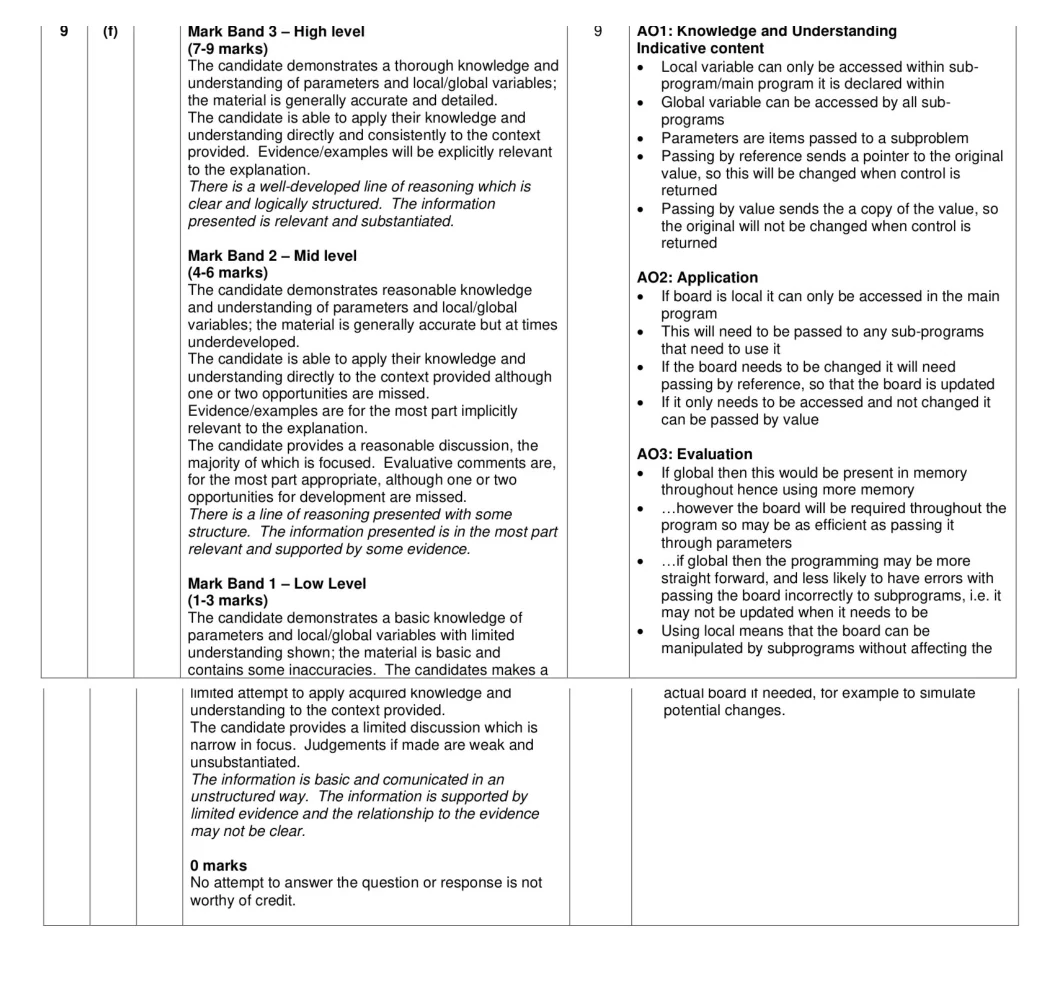 9
(f)
Mark Band 3 – High level
(7-9 marks)
The candidate demonstrates a thorough knowledge and
understanding of parameters and local/global variables;
the material is generally accurate and detailed.
The candidate is able to apply their knowledge and
understanding directly and consistently to the context
provided.  Evidence/examples will be explicitly relevant
to the explanation.
There is a well-developed line of reasoning which is
clear and logically structured.  The information
presented is relevant and substantiated.
Mark Band 2 – Mid level
(4-6 marks)
The candidate demonstrates reasonable knowledge
and understanding of parameters and local/global
variables; the material is generally accurate but at times
underdeveloped.
The candidate is able to apply their knowledge and
understanding directly to the context provided although
one or two opportunities are missed.
Evidence/examples are for the most part implicitly
relevant to the explanation.
The candidate provides a reasonable discussion, the
majority of which is focused.  Evaluative comments are,
for the most part appropriate, although one or two
opportunities for development are missed.
There is a line of reasoning presented with some
structure.  The information presented is in the most part
relevant and supported by some evidence.
Mark Band 1 – Low Level
(1-3 marks)
The candidate demonstrates a basic knowledge of
parameters and local/global variables with limited
understanding shown; the material is basic and
contains some inaccuracies.  The candidates makes a
limited attempt to apply acquired knowledge and
understanding to the context provided.
The candidate provides a limited discussion which is
narrow in focus.  Judgements if made are weak and
unsubstantiated.
The information is basic and comunicated in an
unstructured way.  The information is supported by
limited evidence and the relationship to the evidence
may not be clear.
0 marks
No attempt to answer the question or response is not
worthy of credit.
9
AO1: Knowledge and Understanding
Indicative content
• Local variable can only be accessed within sub-
program/main program it is declared within
• Global variable can be accessed by all sub-
programs
• Parameters are items passed to a subproblem
• Passing by reference sends a pointer to the original
value, so this will be changed when control is
returned
• Passing by value sends the a copy of the value, so
the original will not be changed when control is
returned
AO2: Application
• If board is local it can only be accessed in the main
program
• This will need to be passed to any sub-programs
that need to use it
• If the board needs to be changed it will need
passing by reference, so that the board is updated
• If it only needs to be accessed and not changed it
can be passed by value
AO3: Evaluation
• If global then this would be present in memory
throughout hence using more memory
• …however the board will be required throughout the
program so may be as efficient as passing it
through parameters
• …if global then the programming may be more
straight forward, and less likely to have errors with
passing the board incorrectly to subprograms, i.e. it
may not be updated when it needs to be
• Using local means that the board can be
manipulated by subprograms without affecting the
actual board if needed, for example to simulate
potential changes.